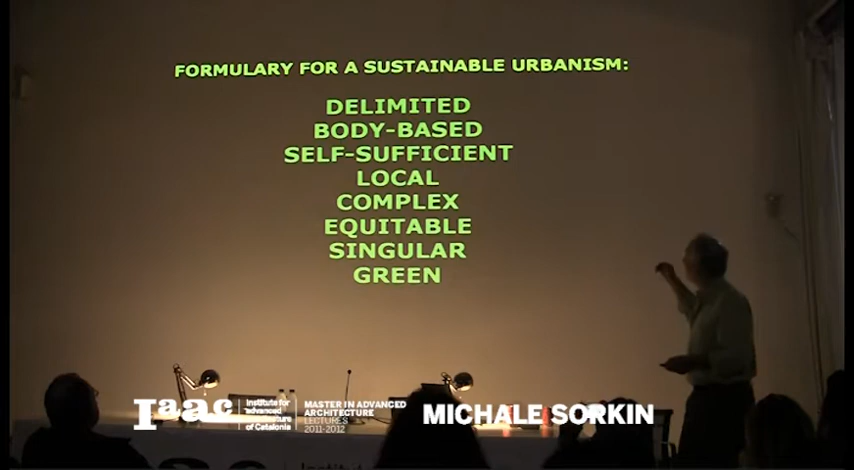 FORMULARY FOR A SUSTAINABLE URBANISM:
DELIMITED
BODY-BASED
SELF-SUFFICIENT
LOCAL
COMPLEX
EQUITABLE
SINGULAR
GREEN
Iaac
Institute for
advanced
architecture
of Catalonia
MASTER IN ADVANCED
ARCHITECTURE
LECTURES
2011-2012
MICHALE SORKIN
Institute